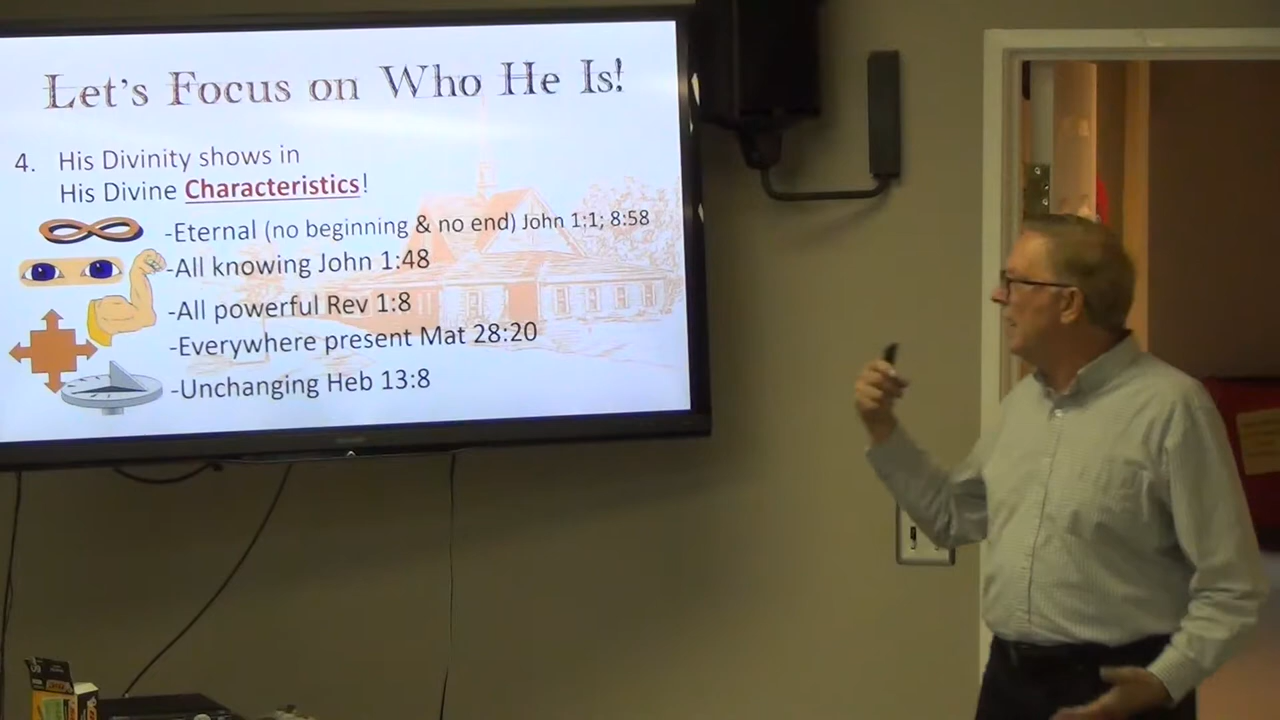 Let's Focus on Who He Is!
4. His Divinity shows in
His Divine Characteristics!
-Eternal (no beginning & no end) John 1:1; 8:58
-All knowing John 1:48
-All powerful Rev 1:8
-Everywhere present Mat 28:20
-Unchanging Heb 13:8